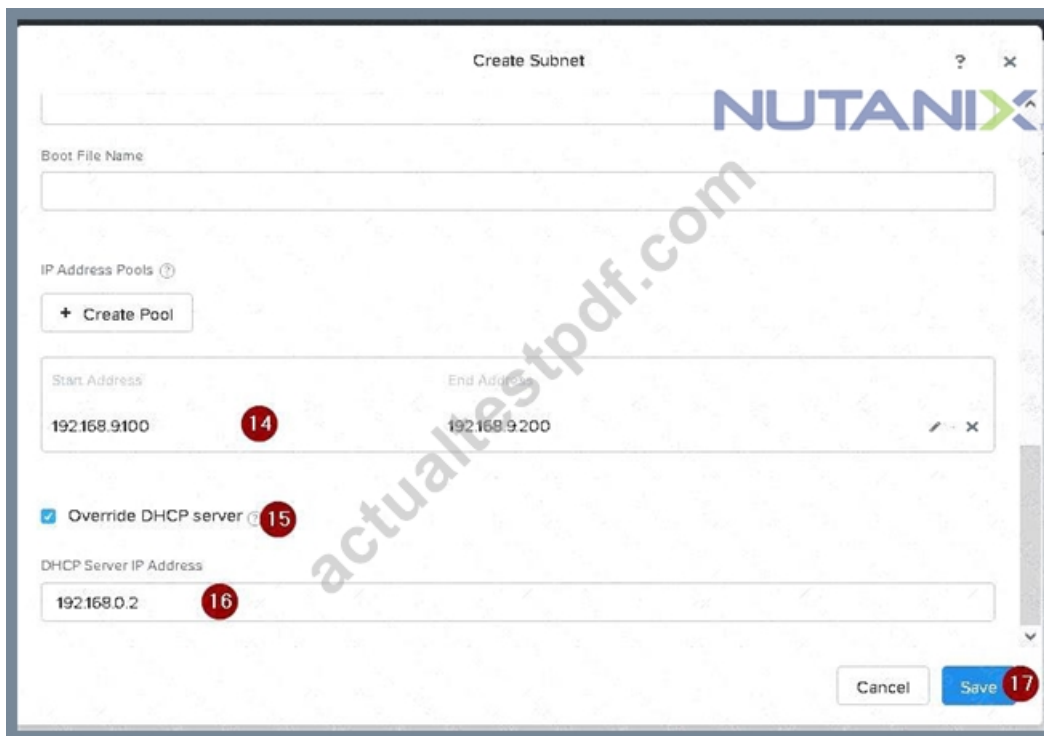 Create Subnet ? ×
NUTANIX
Boot File Name
IP Address Pools ?
+ Create Pool
Start Address End Address
192.168.9.100 14 192.168.9.200
Override DHCP server ? 15
DHCP Server IP Address
192.168.0.2 16
Cancel Save 17
actualtestpdf.com